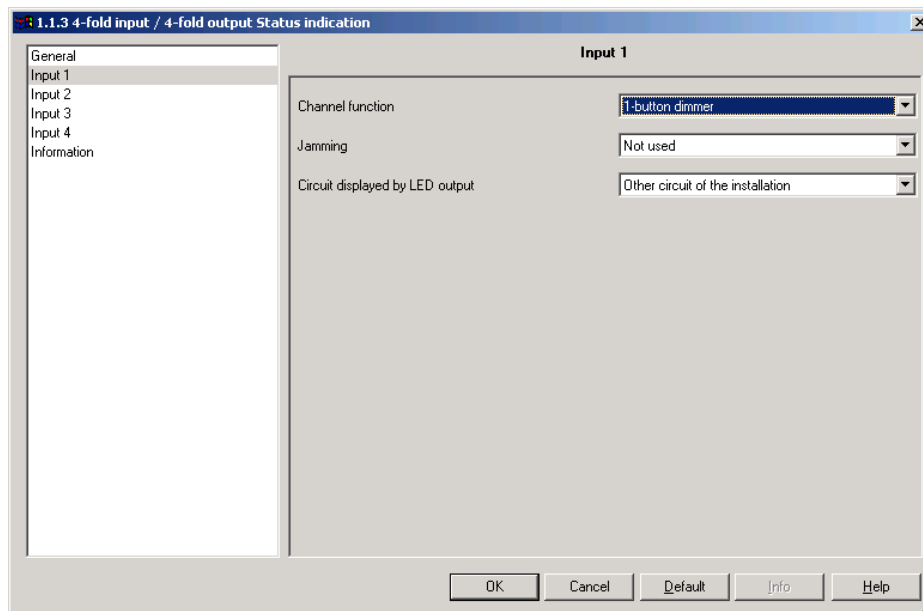 1.1.3 4-fold input / 4-fold output Status indication
General
Input 1
Input 2
Input 3
Input 4
Information
Input 1
Channel function
1-button dimmer
Jamming
Not used
Circuit displayed by LED output
Other circuit of the installation
OK
Cancel
Default
Info
Help